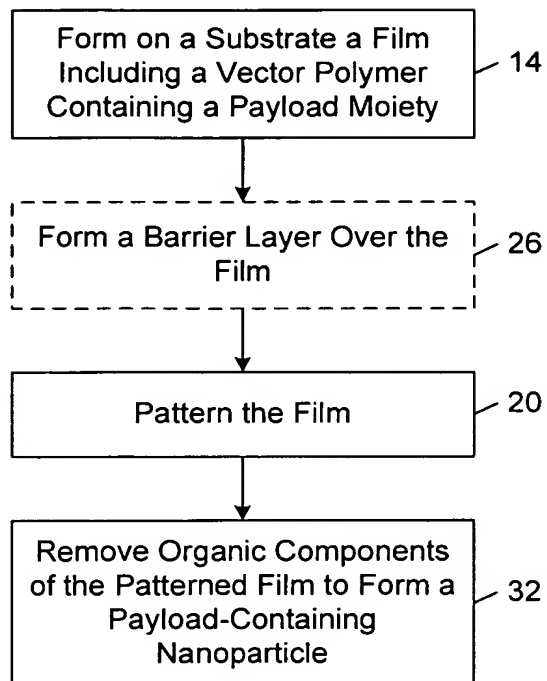 Form on a Substrate a Film
Including a Vector Polymer
Containing a Payload Moiety
14
Form a Barrier Layer Over the
Film
26
Pattern the Film
20
Remove Organic Components
of the Patterned Film to Form a
Payload-Containing
Nanoparticle
32